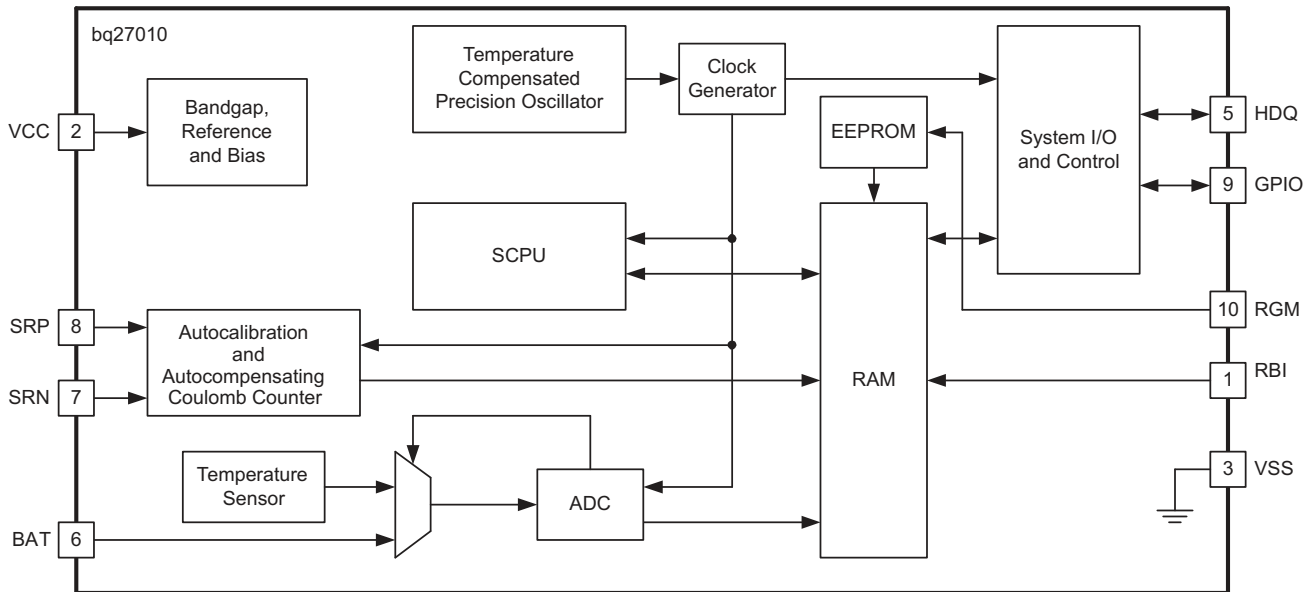 bq27010
Temperature
Compensated
Precision Oscillator
Clock
Generator
Bandgap,
Reference
and Bias
VCC
2
EEPROM
System I/O
and Control
5
HDQ
9
GPIO
SCPU
SRP
8
Autocalibration
and
Autocompensating
Coulomb Counter
SRN
7
RAM
10
RGM
1
RBI
Temperature
Sensor
ADC
3
VSS
BAT
6